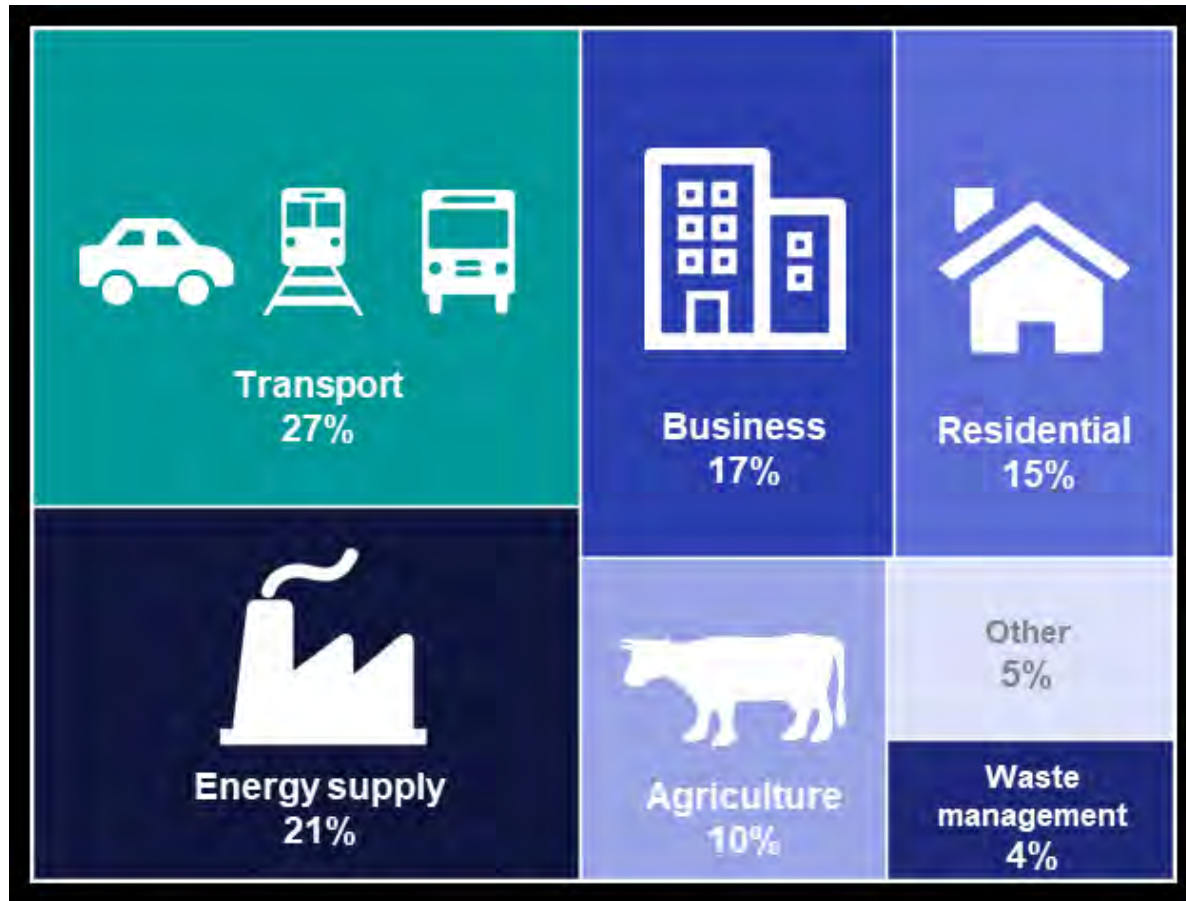 Transport
27%
Business
17%
Residential
15%
Energy supply
21%
Agriculture
10%
Other
5%
Waste
management
4%